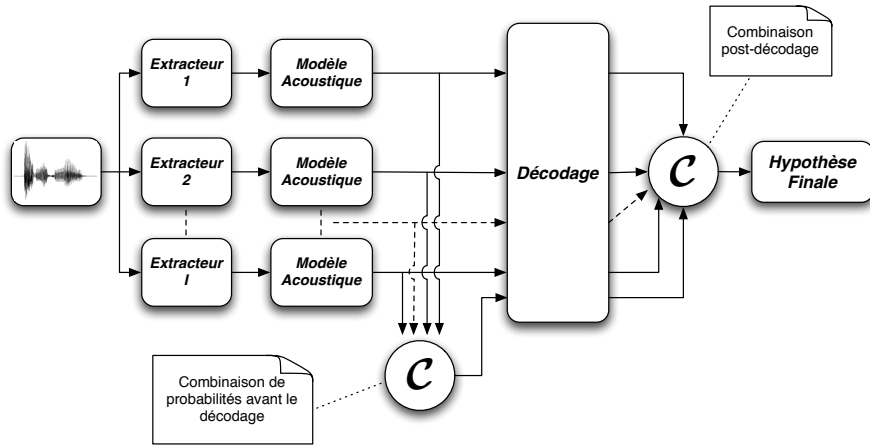 Combinaison
post-décodage
Extracteur
1
Modèle
Acoustique
Extracteur
2
Modèle
Acoustique
Décodage
C
Hypothèse
Finale
Extracteur
I
Modèle
Acoustique
C
Combinaison de
probabilités avant le
décodage